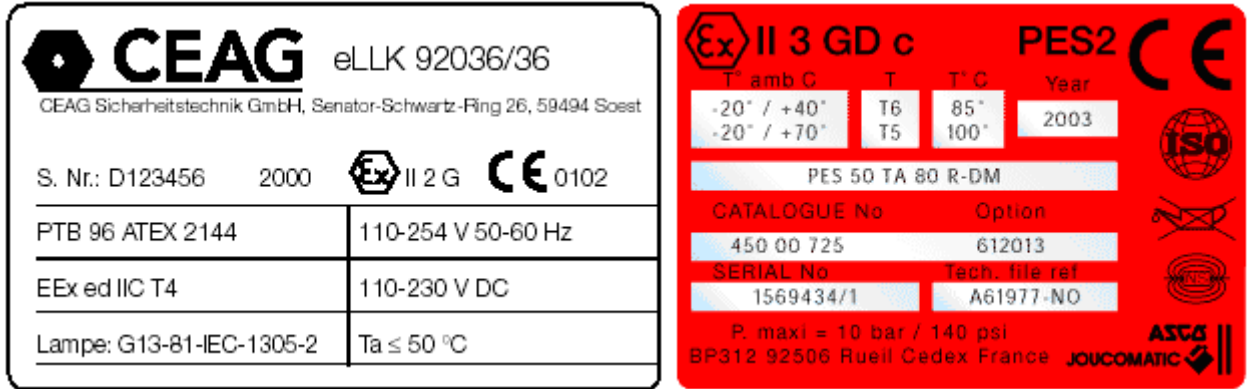 CEAG eLLK 92036/36
CEAG Sicherheitstechnik GmbH, Senator-Schwartz-Ring 26, 59494 Soest
S. Nr.: D123456 2000 Ex II 2 G CE 0102
PTB 96 ATEX 2144 110-254 V 50-60 Hz
EEx ed IIC T4 110-230 V DC
Lampe: G13-81-IEC-1305-2 Ta ≤ 50 °C
Ex II 3 GD c PES2 CE
T° amb C T T° C Year
-20° / +40° T6 85° 2003
-20° / +70° T5 100°
ISO
PES 50 TA 80 R-DM
CATALOGUE No Option
450 00 725 612013
SERIAL No Tech. file ref
1569434/1 A61977-NO
P. maxi = 10 bar / 140 psi
BP312 92506 Rueil Cedex France
ASCO
JOUCOMATIC